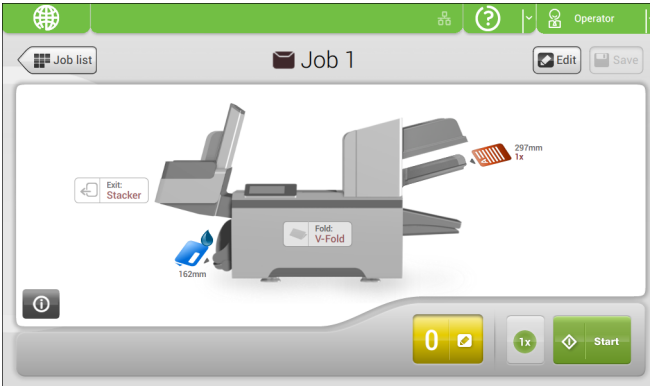 Operator
Job list
Job 1
Edit
Save
297mm
1x
Exit:
Stacker
Fold:
V-Fold
162mm
0
1x
Start